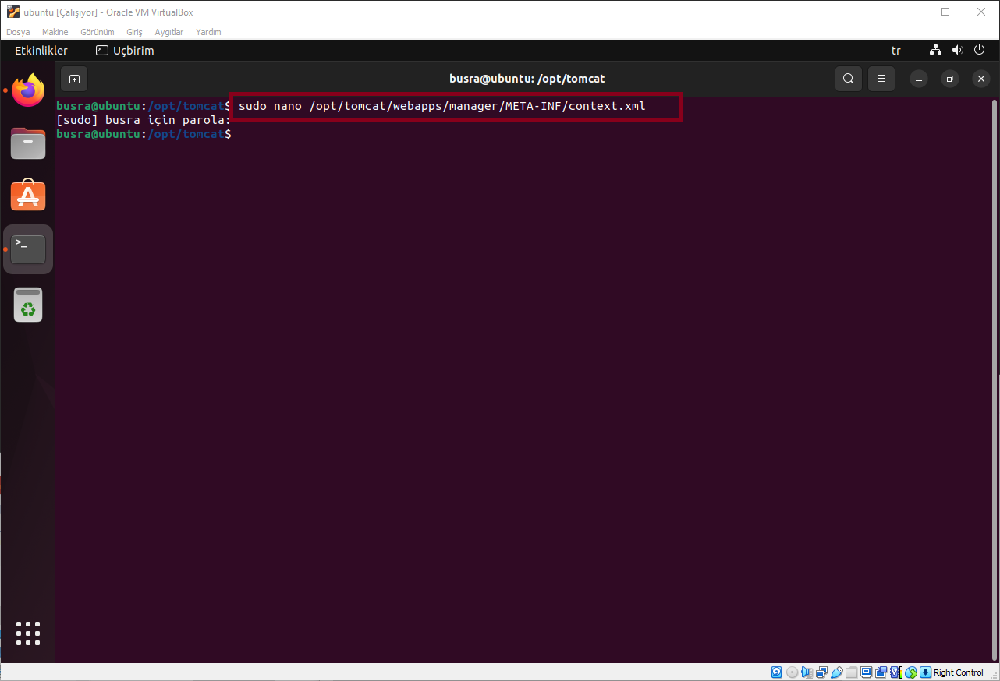 ubuntu [Çalışıyor] - Oracle VM VirtualBox
Dosya Makine Görünüm Giriş Aygıtlar Yardım
Etkinlikler Uçbirim tr
busra@ubuntu: /opt/tomcat
busra@ubuntu:/opt/tomcat$ sudo nano /opt/tomcat/webapps/manager/META-INF/context.xml
[sudo] busra için parola:
busra@ubuntu:/opt/tomcat$
Right Control